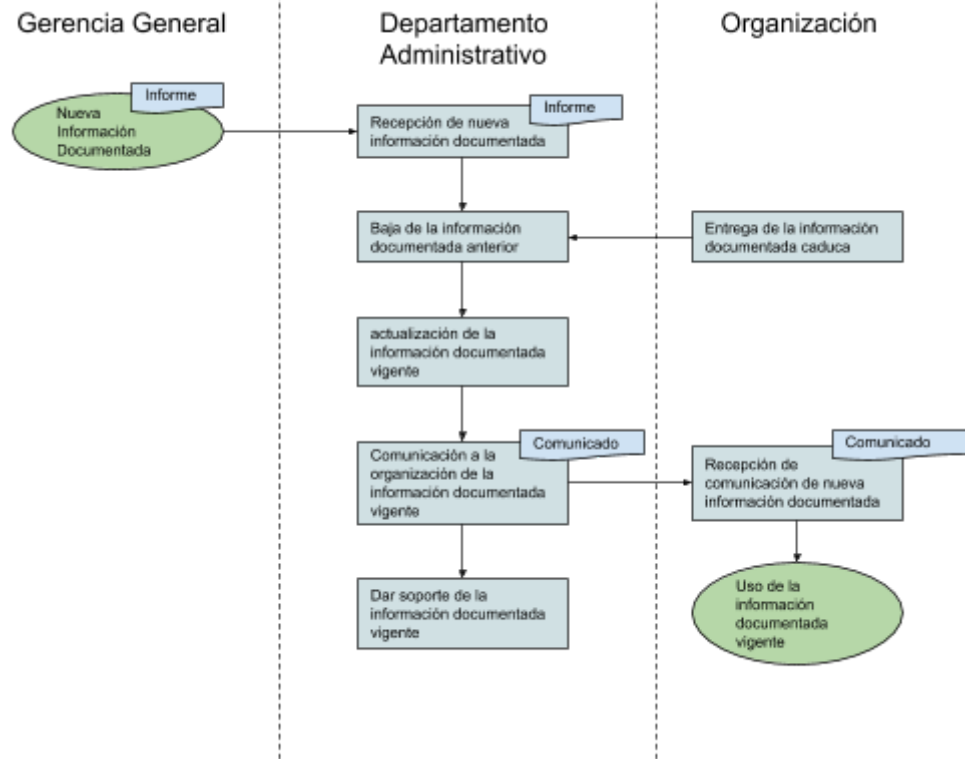 Gerencia General
Departamento
Administrativo
Organización
Informe
Nueva
Información
Documentada
Informe
Recepción de nueva
información documentada
Baja de la información
documentada anterior
Entrega de la información
documentada caduca
actualización de la
información documentada
vigente
Comunicado
Comunicación a la
organización de la
información documentada
vigente
Comunicado
Recepción de
comunicación de nueva
información documentada
Dar soporte de la
información documentada
vigente
Uso de la
información
documentada
vigente